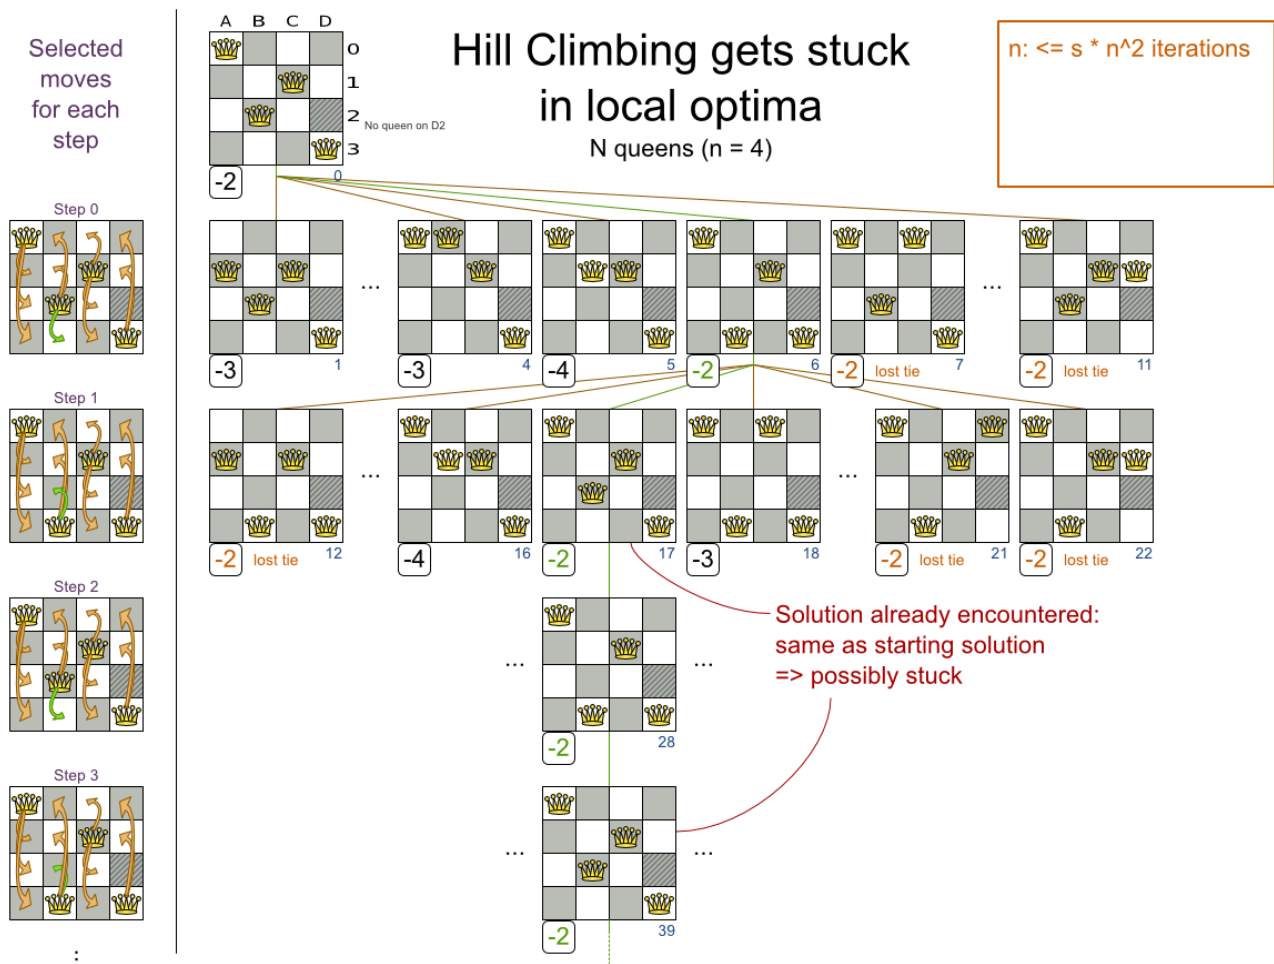 Selected
moves
for each
step
A B C D
0
1
2
3
No queen on D2
-2
0
Hill Climbing gets stuck
in local optima
N queens (n = 4)
n: <= s * n^2 iterations
Step 0
...
...
-3
1
-3
4
-4
5
-2
6
-2
lost tie
7
-2
lost tie
11
Step 1
...
...
-2
lost tie
12
-4
16
-2
17
-3
18
-2
lost tie
21
-2
lost tie
22
Step 2
...
...
-2
28
Solution already encountered:
same as starting solution
=> possibly stuck
Step 3
...
...
-2
39
: